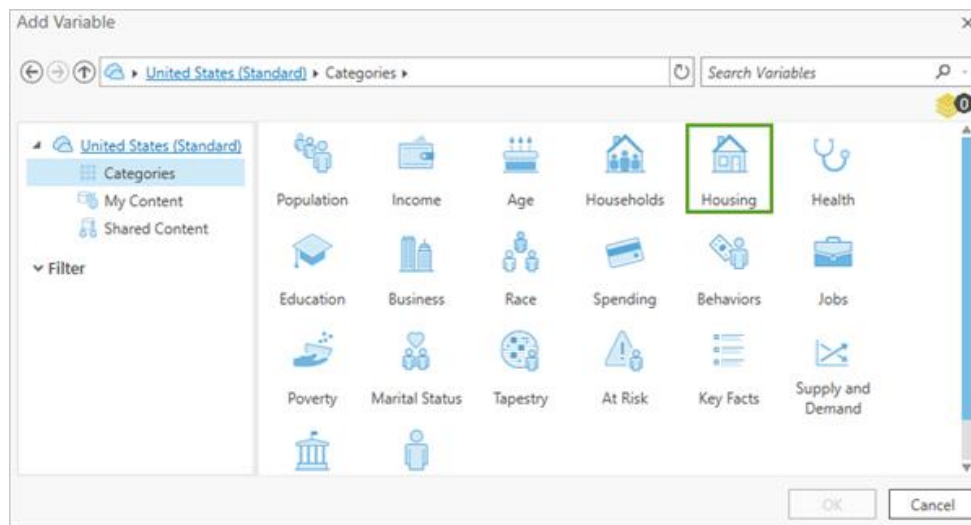 Add Variable
United States (Standard) Categories
Search Variables
0
United States (Standard)
Categories
My Content
Shared Content
Filter
Population Income Age Households Housing Health
Education Business Race Spending Behaviors Jobs
Poverty Marital Status Tapestry At Risk Key Facts Supply and
Demand
OK Cancel